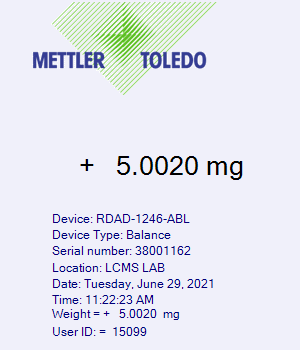 METTLER TOLEDO
+ 5.0020 mg
Device: RDAD-1246-ABL
Device Type: Balance
Serial number: 38001162
Location: LCMS LAB
Date: Tuesday, June 29, 2021
Time: 11:22:23 AM
Weight = + 5.0020 mg
User ID: = 15099